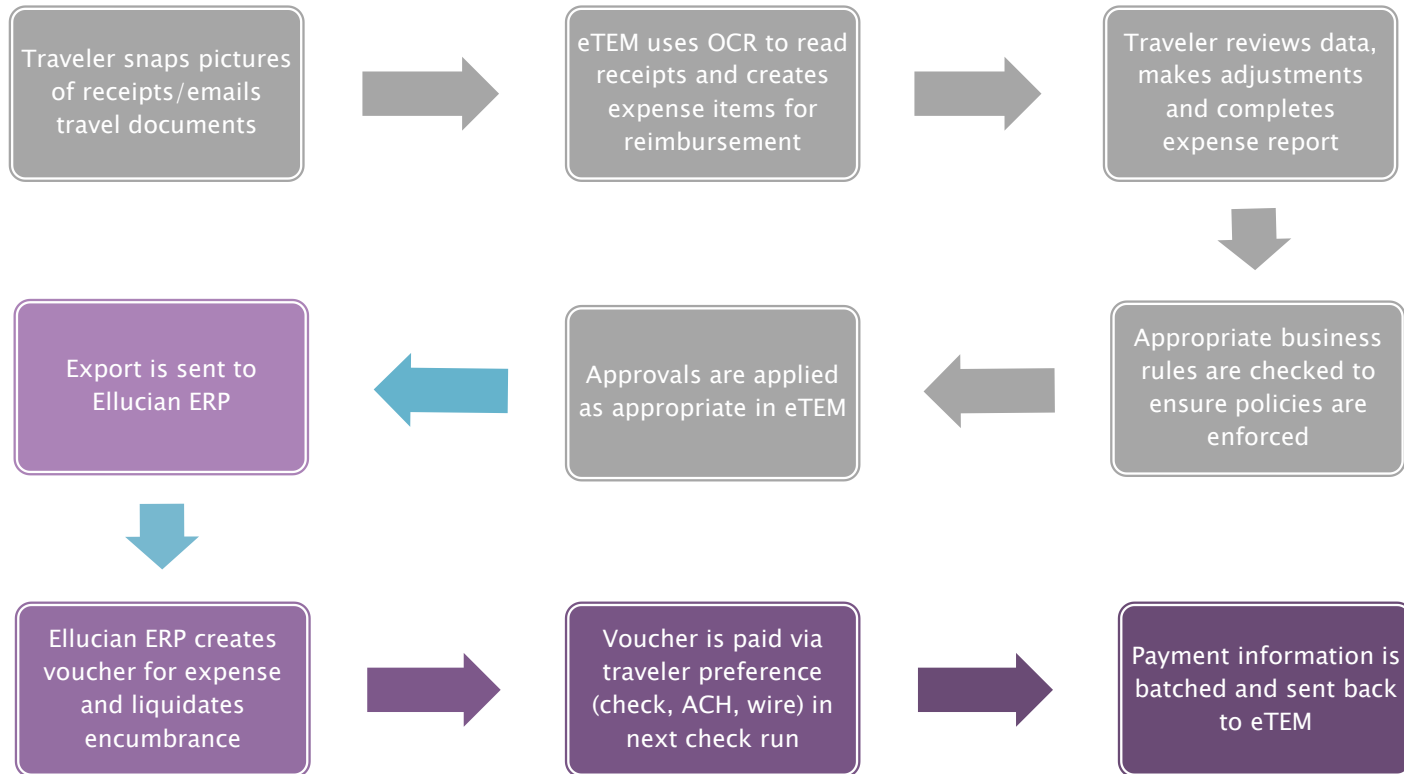 Traveler snaps pictures
of receipts/emails
travel documents
eTEM uses OCR to read
receipts and creates
expense items for
reimbursement
Traveler reviews data,
makes adjustments
and completes
expense report
Appropriate business
rules are checked to
ensure policies are
enforced
Approvals are applied
as appropriate in eTEM
Export is sent to
Ellucian ERP
Ellucian ERP creates
voucher for expense
and liquidates
encumbrance
Voucher is paid via
traveler preference
(check, ACH, wire) in
next check run
Payment information is
batched and sent back
to eTEM